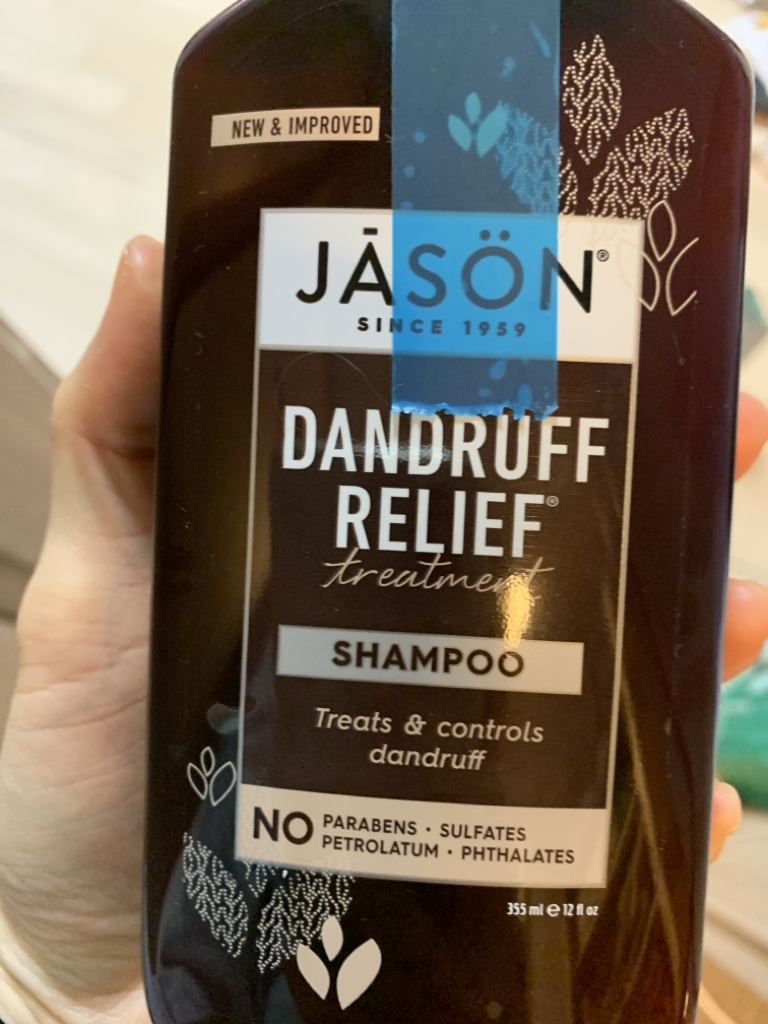 NEW & IMPROVED
JĀSÖN®
SINCE 1959
DANDRUFF
RELIEF®
treatment
SHAMPOO
Treats & controls
dandruff
NO PARABENS • SULFATES
PETROLATUM • PHTHALATES
355 ml ℮ 12 fl oz